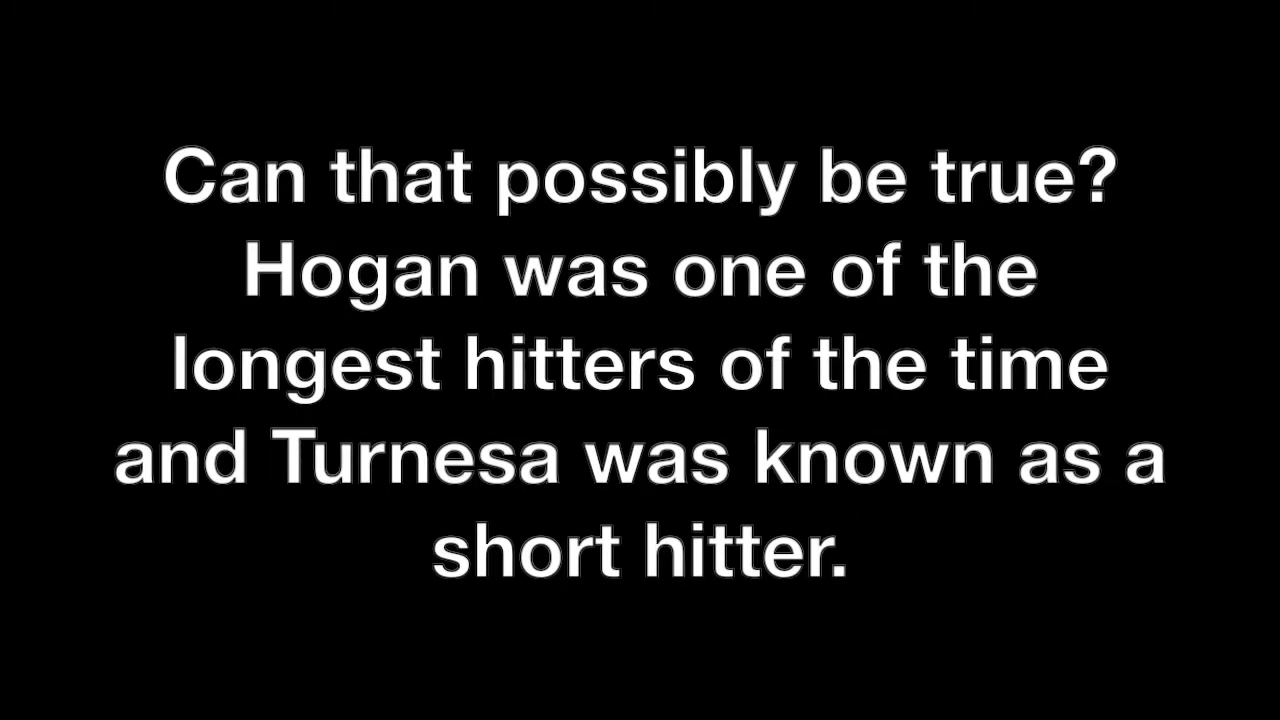 Can that possibly be true?
Hogan was one of the
longest hitters of the time
and Turnesa was known as a
short hitter.